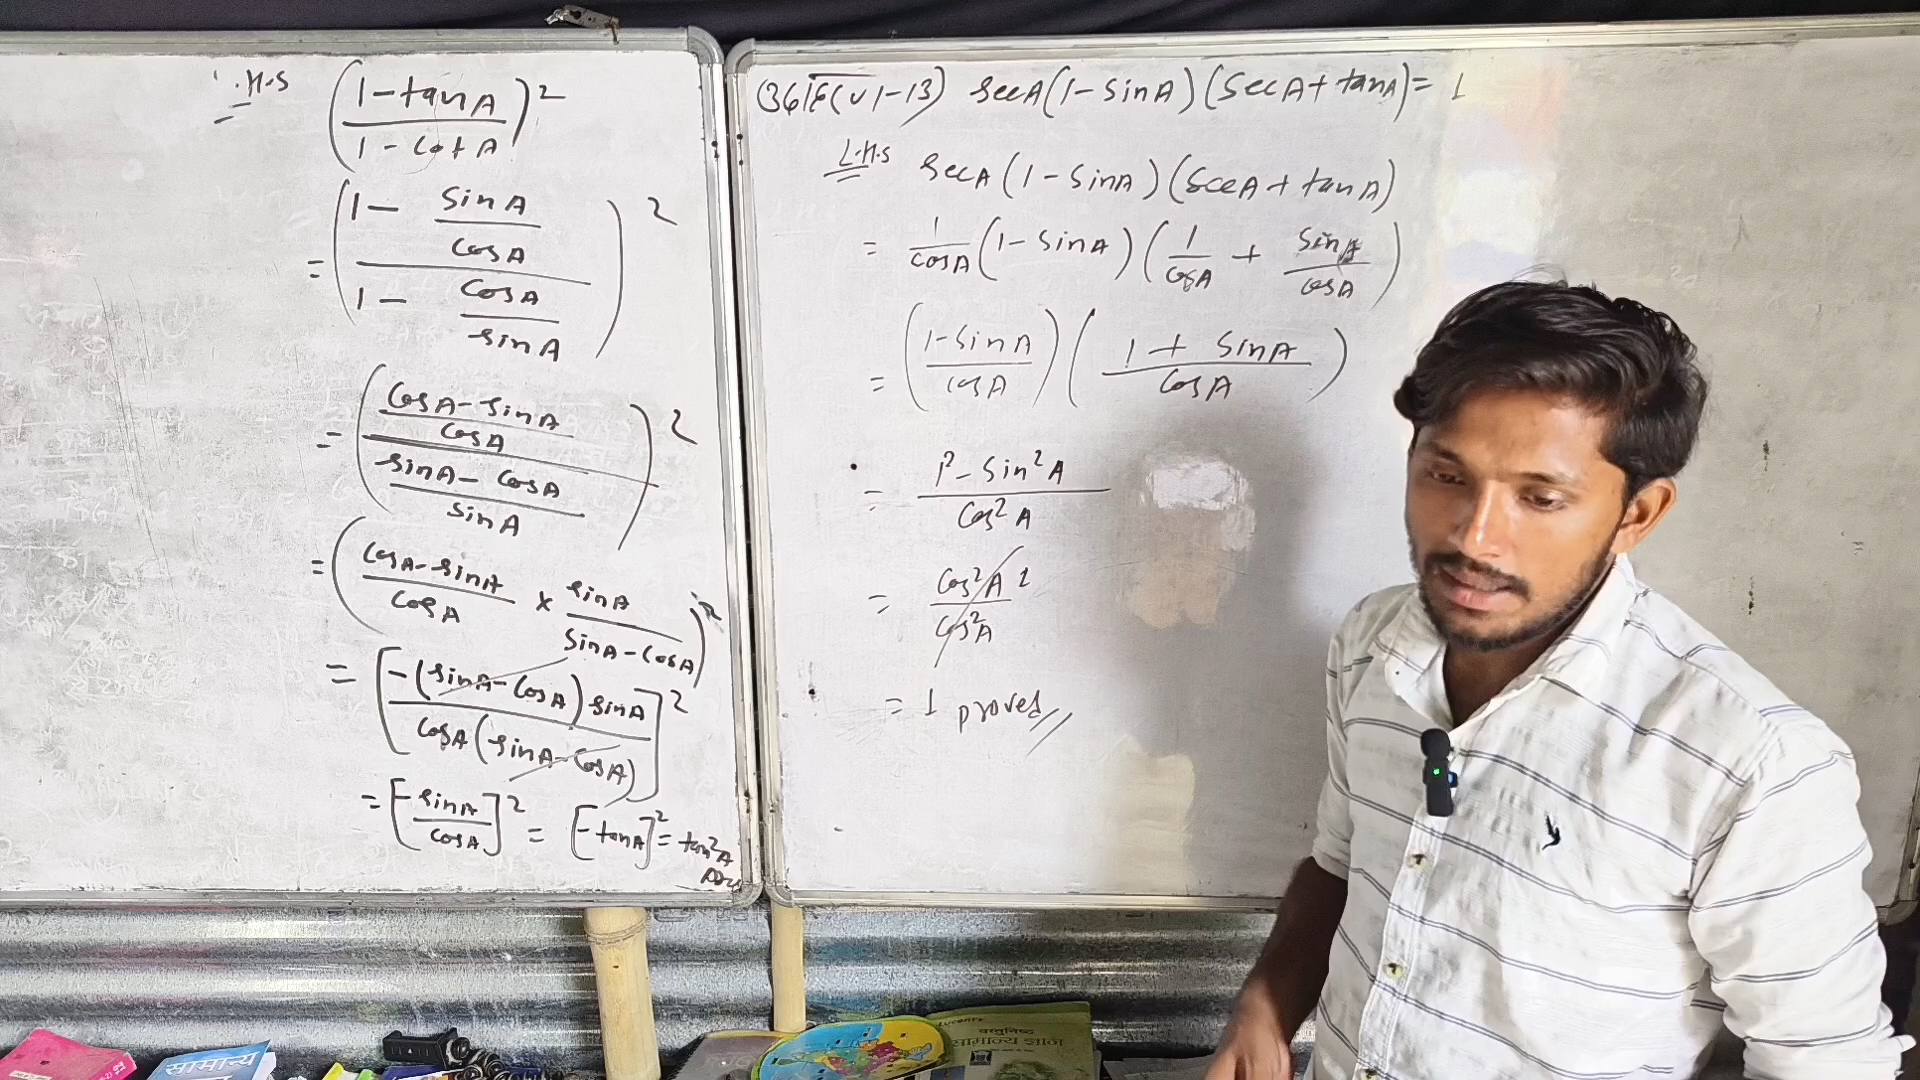 L.H.S (1-tanA / 1-cotA)²
= (1 - sinA/cosA / 1 - cosA/sinA)²
= (cosA-sinA/cosA / sinA-cosA/sinA)²
= (cosA-sinA/cosA × sinA/sinA-cosA)²
= [-(sinA-cosA)sinA / cosA(sinA-cosA)]²
= [-sinA/cosA]² = [-tanA]² = tan²A
secA(1-sinA)(secA+tanA)= 1
L.H.S secA(1-sinA)(secA+tanA)
= 1/cosA (1-sinA)(1/cosA + sinA/cosA)
= (1-sinA/cosA)(1+sinA/cosA)
= 1²-sin²A / cos²A
= cos²A 1 / cos²A
= 1 proved
सामान्य
वस्तुनिष्ट
सामान्य ज्ञान